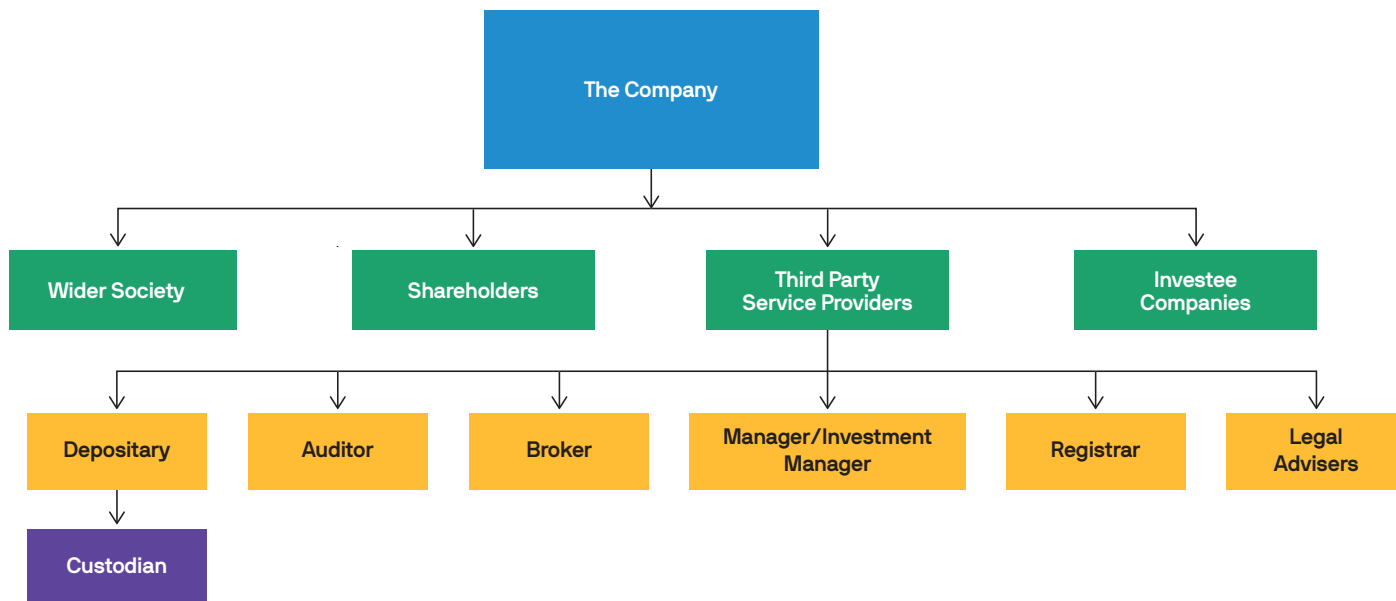 The Company
Wider Society
Shareholders
Third Party
Service Providers
Investee
Companies
Depositary
Auditor
Broker
Manager/Investment
Manager
Registrar
Legal
Advisers
Custodian